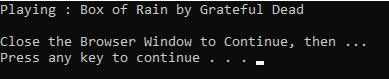 Playing : Box of Rain by Grateful Dead
Close the Browser Window to Continue, then ...
Press any key to continue . . .